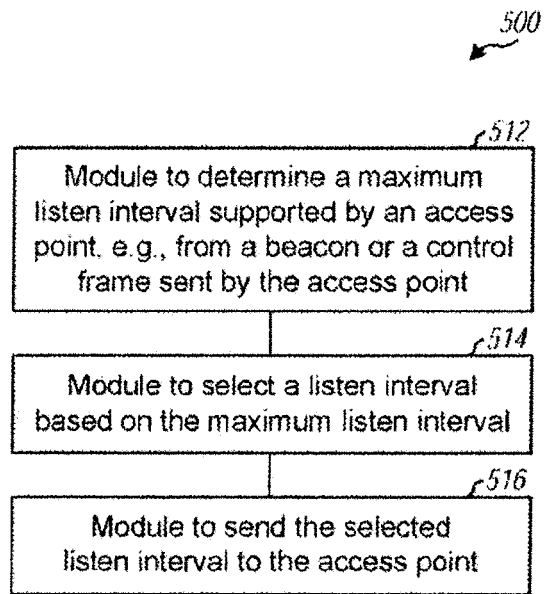 500
512
Module to determine a maximum
listen interval supported by an access
point, e.g., from a beacon or a control
frame sent by the access point
514
Module to select a listen interval
based on the maximum listen interval
516
Module to send the selected
listen interval to the access point